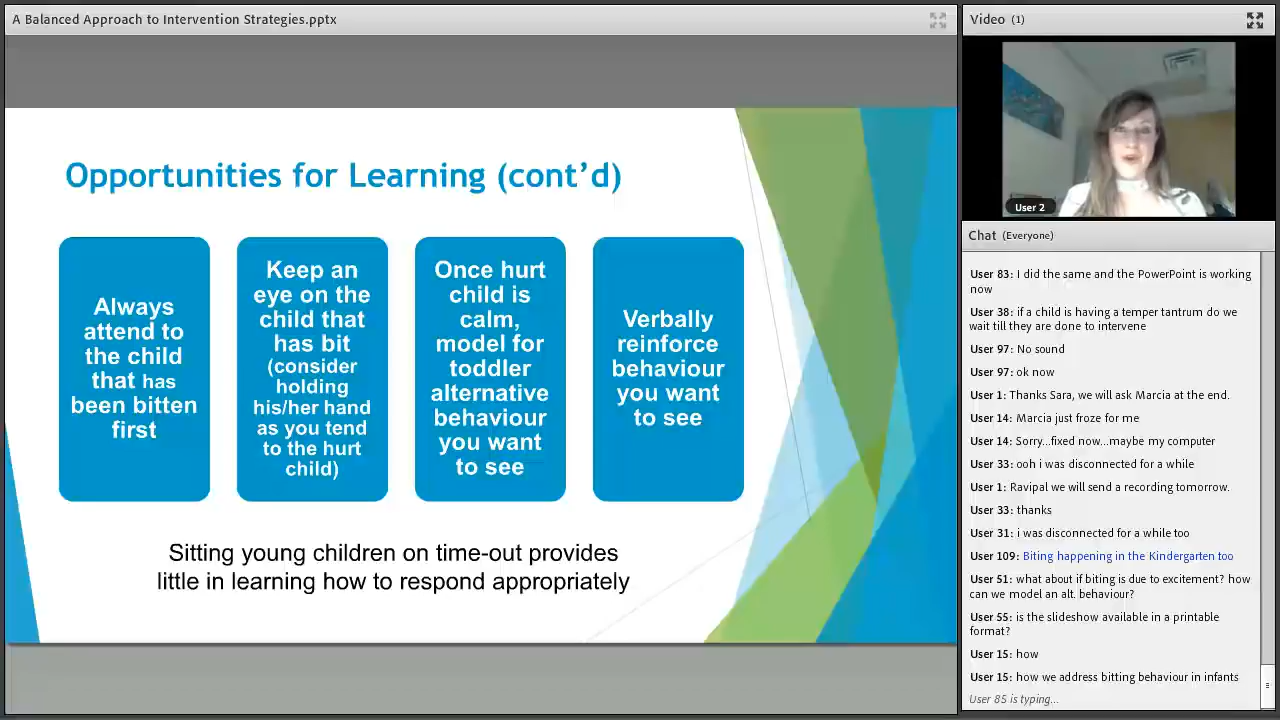 A Balanced Approach to Intervention Strategies.pptx
Opportunities for Learning (cont’d)
Always
attend to
the child
that has
been bitten
first
Keep an
eye on the
child that
has bit
(consider
holding
his/her hand
as you tend
to the hurt
child)
Once hurt
child is
calm,
model for
toddler
alternative
behaviour
you want
to see
Verbally
reinforce
behaviour
you want
to see
Sitting young children on time-out provides
little in learning how to respond appropriately
Video (1)
User 2
Chat (Everyone)
User 83: I did the same and the PowerPoint is working
now
User 38: if a child is having a temper tantrum do we
wait till they are done to intervene
User 97: No sound
User 97: ok now
User 1: Thanks Sara, we will ask Marcia at the end.
User 14: Marcia just froze for me
User 14: Sorry...fixed now...maybe my computer
User 33: ooh i was disconnected for a while
User 1: Ravipal we will send a recording tomorrow.
User 33: thanks
User 31: i was disconnected for a while too
User 109: Biting happening in the Kindergarten too
User 51: what about if biting is due to excitement? how
can we model an alt. behaviour?
User 55: is the slideshow available in a printable
format?
User 15: how
User 15: how we address bitting behaviour in infants
User 85 is typing...